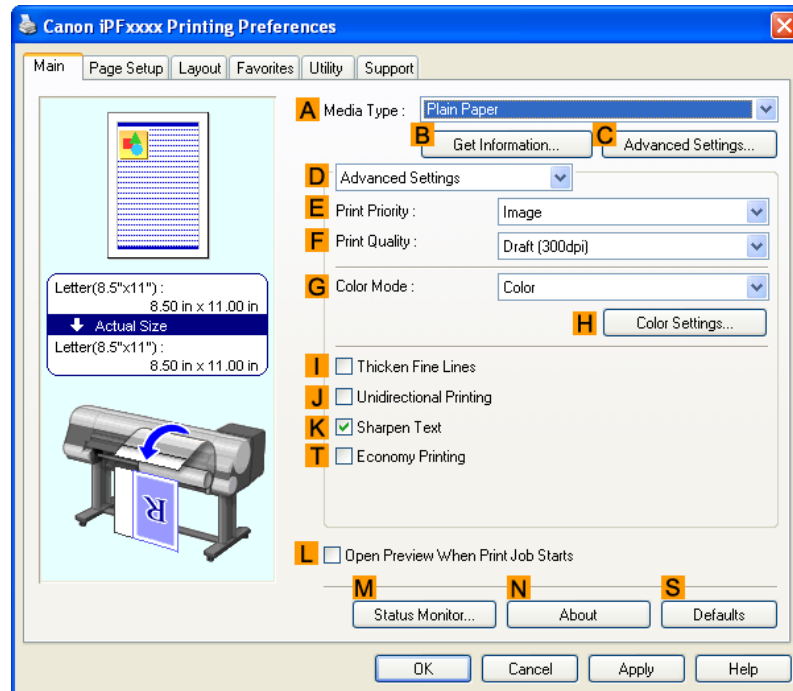 Canon iPFxxxx Printing Preferences
Main Page Setup Layout Favorites Utility Support
A Media Type : Plain Paper
B Get Information... C Advanced Settings...
D Advanced Settings
E Print Priority : Image
F Print Quality : Draft (300dpi)
G Color Mode : Color
H Color Settings...
Letter(8.5"x11") :
8.50 in x 11.00 in
Actual Size
Letter(8.5"x11") :
8.50 in x 11.00 in
I Thicken Fine Lines
J Unidirectional Printing
K Sharpen Text
T Economy Printing
R
L Open Preview When Print Job Starts
M Status Monitor... N About S Defaults
OK Cancel Apply Help